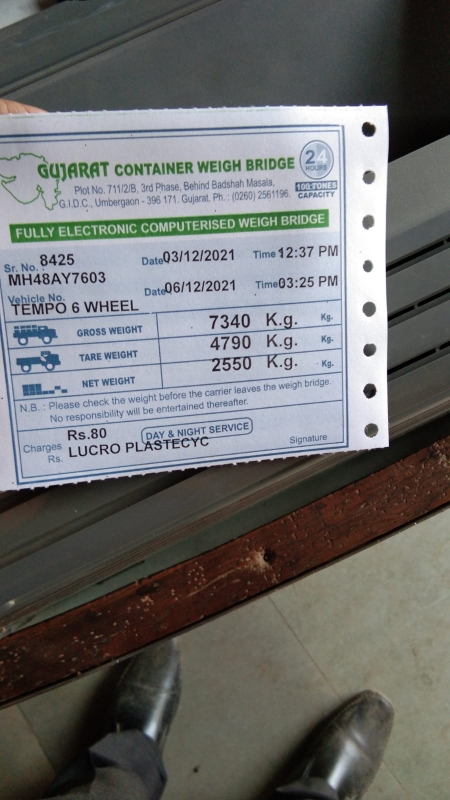 GUJARAT CONTAINER WEIGH BRIDGE
24 HOURS
Plot No. 711/2/B, 3rd Phase, Behind Badshah Masala,
G.I.D.C., Umbergaon - 396 171. Gujarat. Ph. : (0260) 2561196.
100 TONES
CAPACITY
FULLY ELECTRONIC COMPUTERISED WEIGH BRIDGE
Sr. No. : 8425 Date 03/12/2021 Time 12:37 PM
MH48AY7603
Vehicle No. Date 06/12/2021 Time 03:25 PM
TEMPO 6 WHEEL
GROSS WEIGHT 7340 K.g. Kg.
TARE WEIGHT 4790 K.g. Kg.
NET WEIGHT 2550 K.g. Kg.
N.B. : Please check the weight before the carrier leaves the weigh bridge.
No responsibility will be entertained thereafter.
Charges Rs. Rs.80 DAY & NIGHT SERVICE
LUCRO PLASTECYC Signature